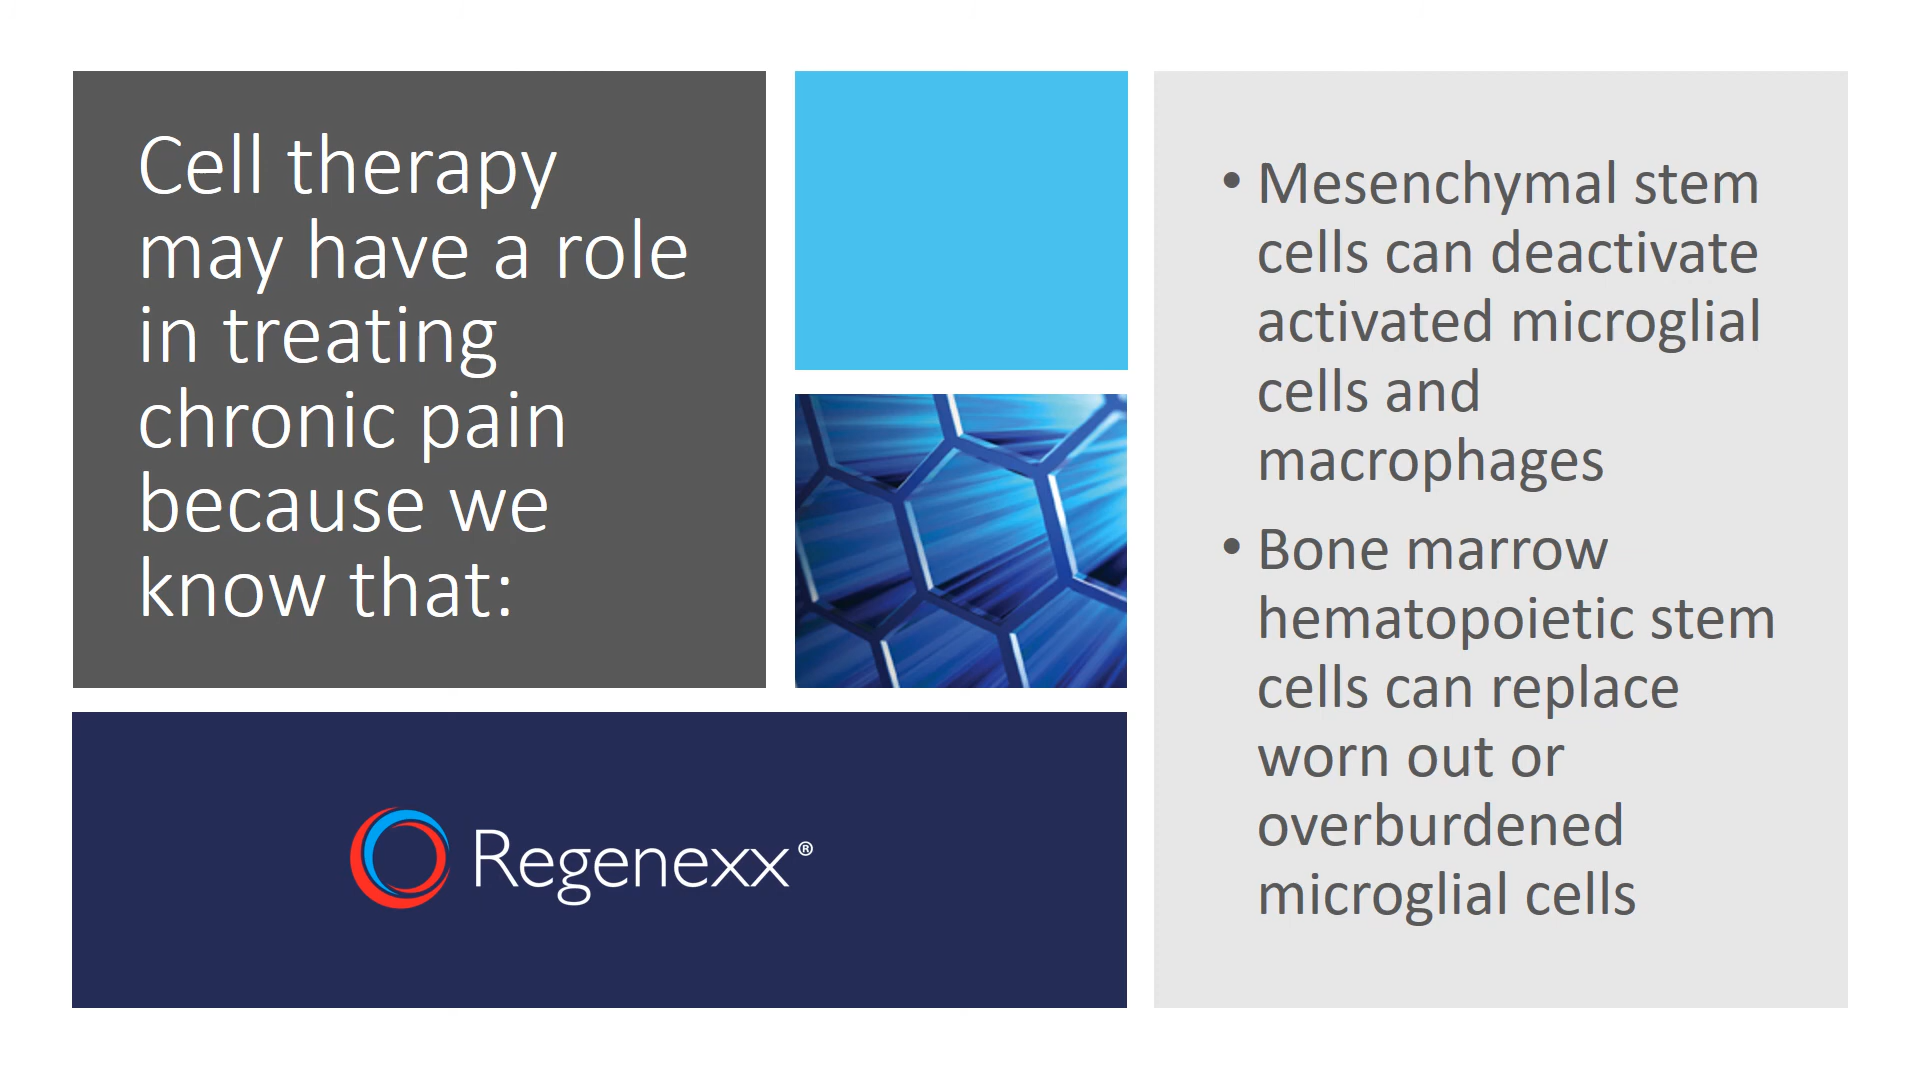 Cell therapy
may have a role
in treating
chronic pain
because we
know that:
• Mesenchymal stem
cells can deactivate
activated microglial
cells and
macrophages
• Bone marrow
hematopoietic stem
cells can replace
worn out or
overburdened
microglial cells
Regenexx®